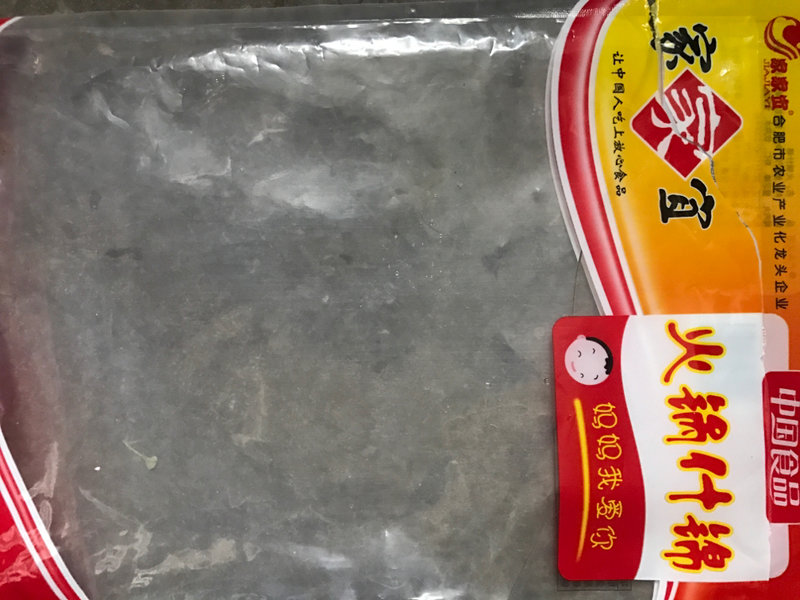 家家宜®
JIAJIAYI
合肥市农业产业化龙头企业
家家宜
让中国人吃上放心食品
中国食品
火锅什锦
妈妈我爱你